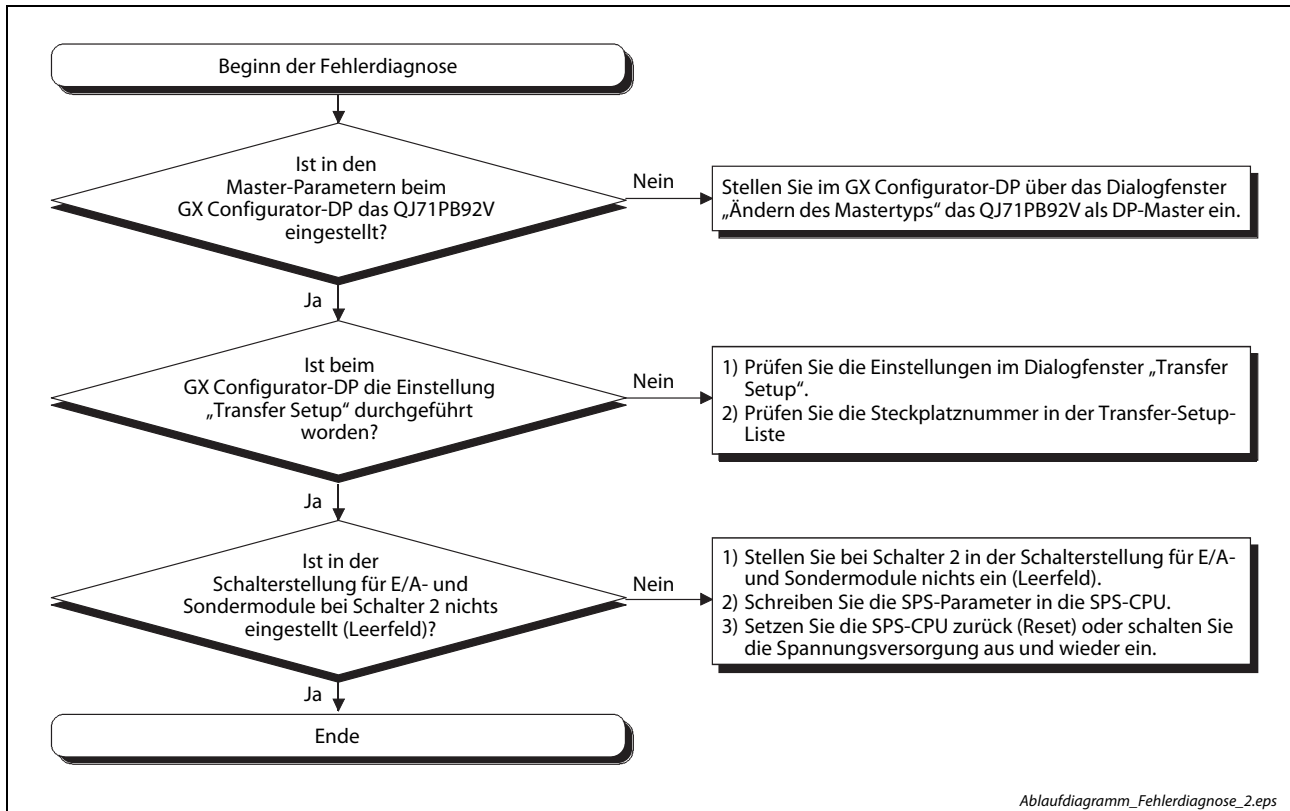 Beginn der Fehlerdiagnose
Ist in den
Master-Parametern beim
GX Configurator-DP das QJ71PB92V
eingestellt?
Nein
Stellen Sie im GX Configurator-DP über das Dialogfenster
„Ändern des Mastertyps“ das QJ71PB92V als DP-Master ein.
Ja
Ist beim
GX Configurator-DP die Einstellung
„Transfer Setup“ durchgeführt
worden?
Nein
1) Prüfen Sie die Einstellungen im Dialogfenster „Transfer
Setup“.
2) Prüfen Sie die Steckplatznummer in der Transfer-Setup-
Liste
Ja
Ist in der
Schalterstellung für E/A- und
Sondermodule bei Schalter 2 nichts
eingestellt (Leerfeld)?
Nein
1) Stellen Sie bei Schalter 2 in der Schalterstellung für E/A-
und Sondermodule nichts ein (Leerfeld).
2) Schreiben Sie die SPS-Parameter in die SPS-CPU.
3) Setzen Sie die SPS-CPU zurück (Reset) oder schalten Sie
die Spannungsversorgung aus und wieder ein.
Ja
Ende
Ablaufdiagramm_Fehlerdiagnose_2.eps